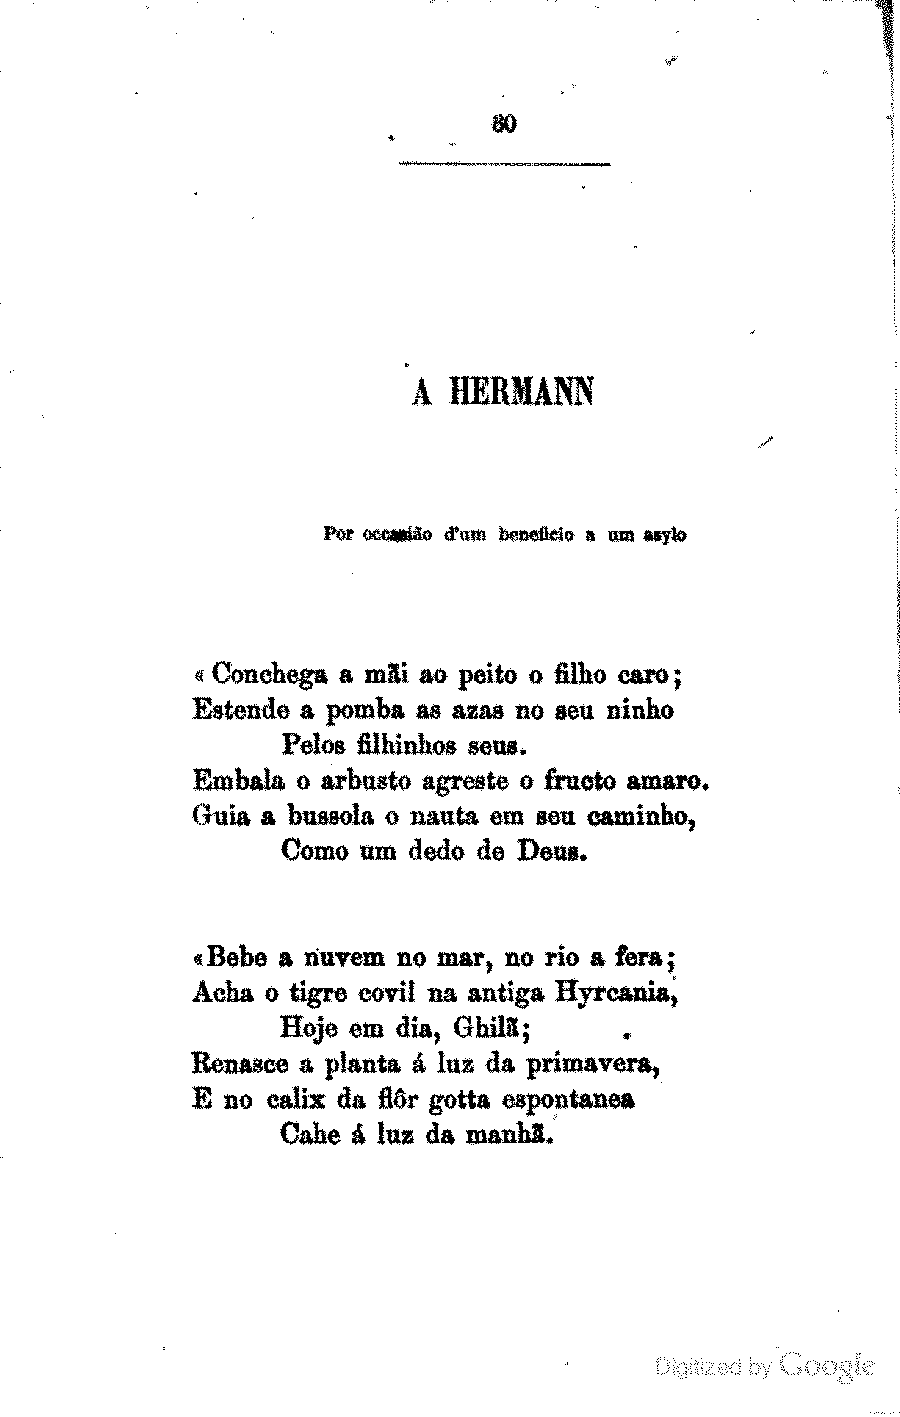 60
A HERMANN
Por occasião d'um beneficio a um asylo
« Conchega a mãi ao peito o filho caro;
Estende a pomba as azas no seu ninho
Pelos filhinhos seus.
Embala o arbusto agreste o fructo amaro.
Guia a bussola o nauta em seu caminho,
Como um dedo de Deus.
«Bebe a nuvem no mar, no rio a fera;
Acha o tigre covil na antiga Hyrcania,
Hoje em dia, Ghilã;
Renasce a planta á luz da primavera,
E no calix da flôr gotta espontanea
Cahe á luz da manhã.
Digitized by Google